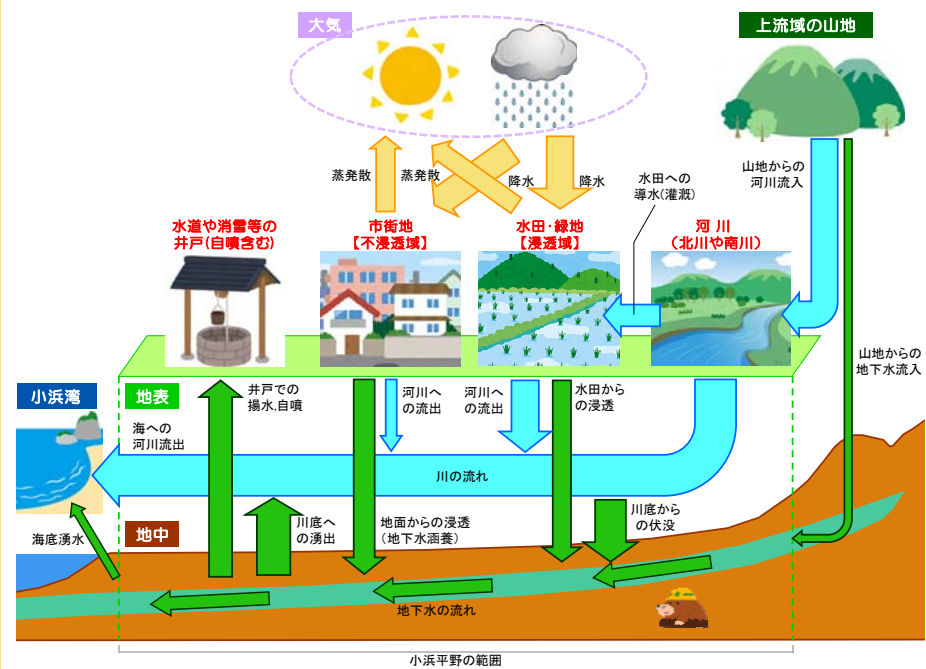 大気
上流域の山地
蒸発散
蒸発散
降水
降水
水田への
導水(灌漑)
山地からの
河川流入
水道や消雪等の
井戸(自噴含む)
市街地
【不浸透域】
水田・緑地
【浸透域】
河 川
(北川や南川)
山地からの
地下水流入
小浜湾
地表
井戸での
揚水,自噴
河川へ
の流出
河川へ
の流出
水田から
の浸透
海への
河川流出
川の流れ
海底湧水
地中
川底へ
の湧出
地面からの浸透
(地下水涵養)
川底から
の伏没
地下水の流れ
小浜平野の範囲